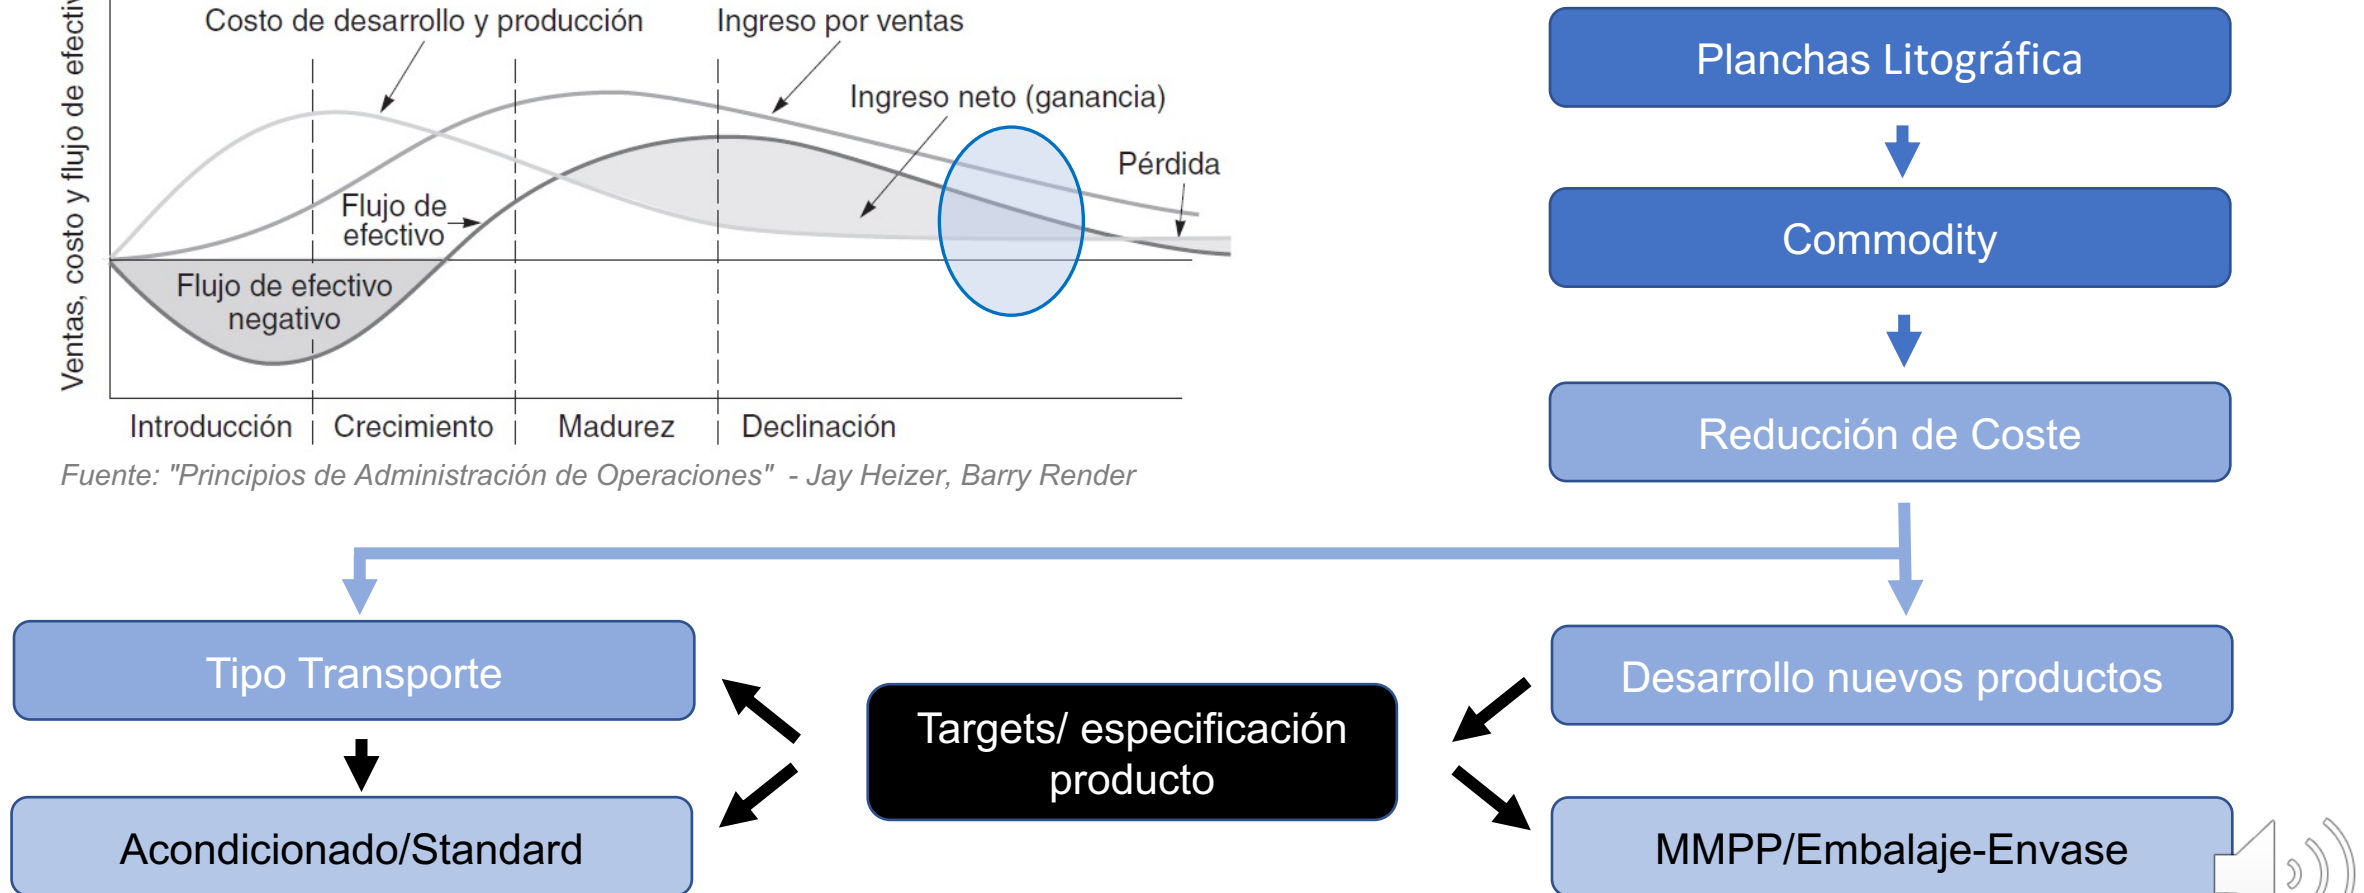 Ventas, costo y flujo de
Costo de desarrollo y producción
Ingreso por ventas
Ingreso neto (ganancia)
Pérdida
Flujo de
efectivo
Flujo de efectivo
negativo
Introducción
Crecimiento
Madurez
Declinación
Fuente: "Principios de Administración de Operaciones" - Jay Heizer, Barry Render
Planchas Litográfica
Commodity
Reducción de Coste
Tipo Transporte
Desarrollo nuevos productos
Targets/ especificación
producto
Acondicionado/Standard
MMPP/Embalaje-Envase